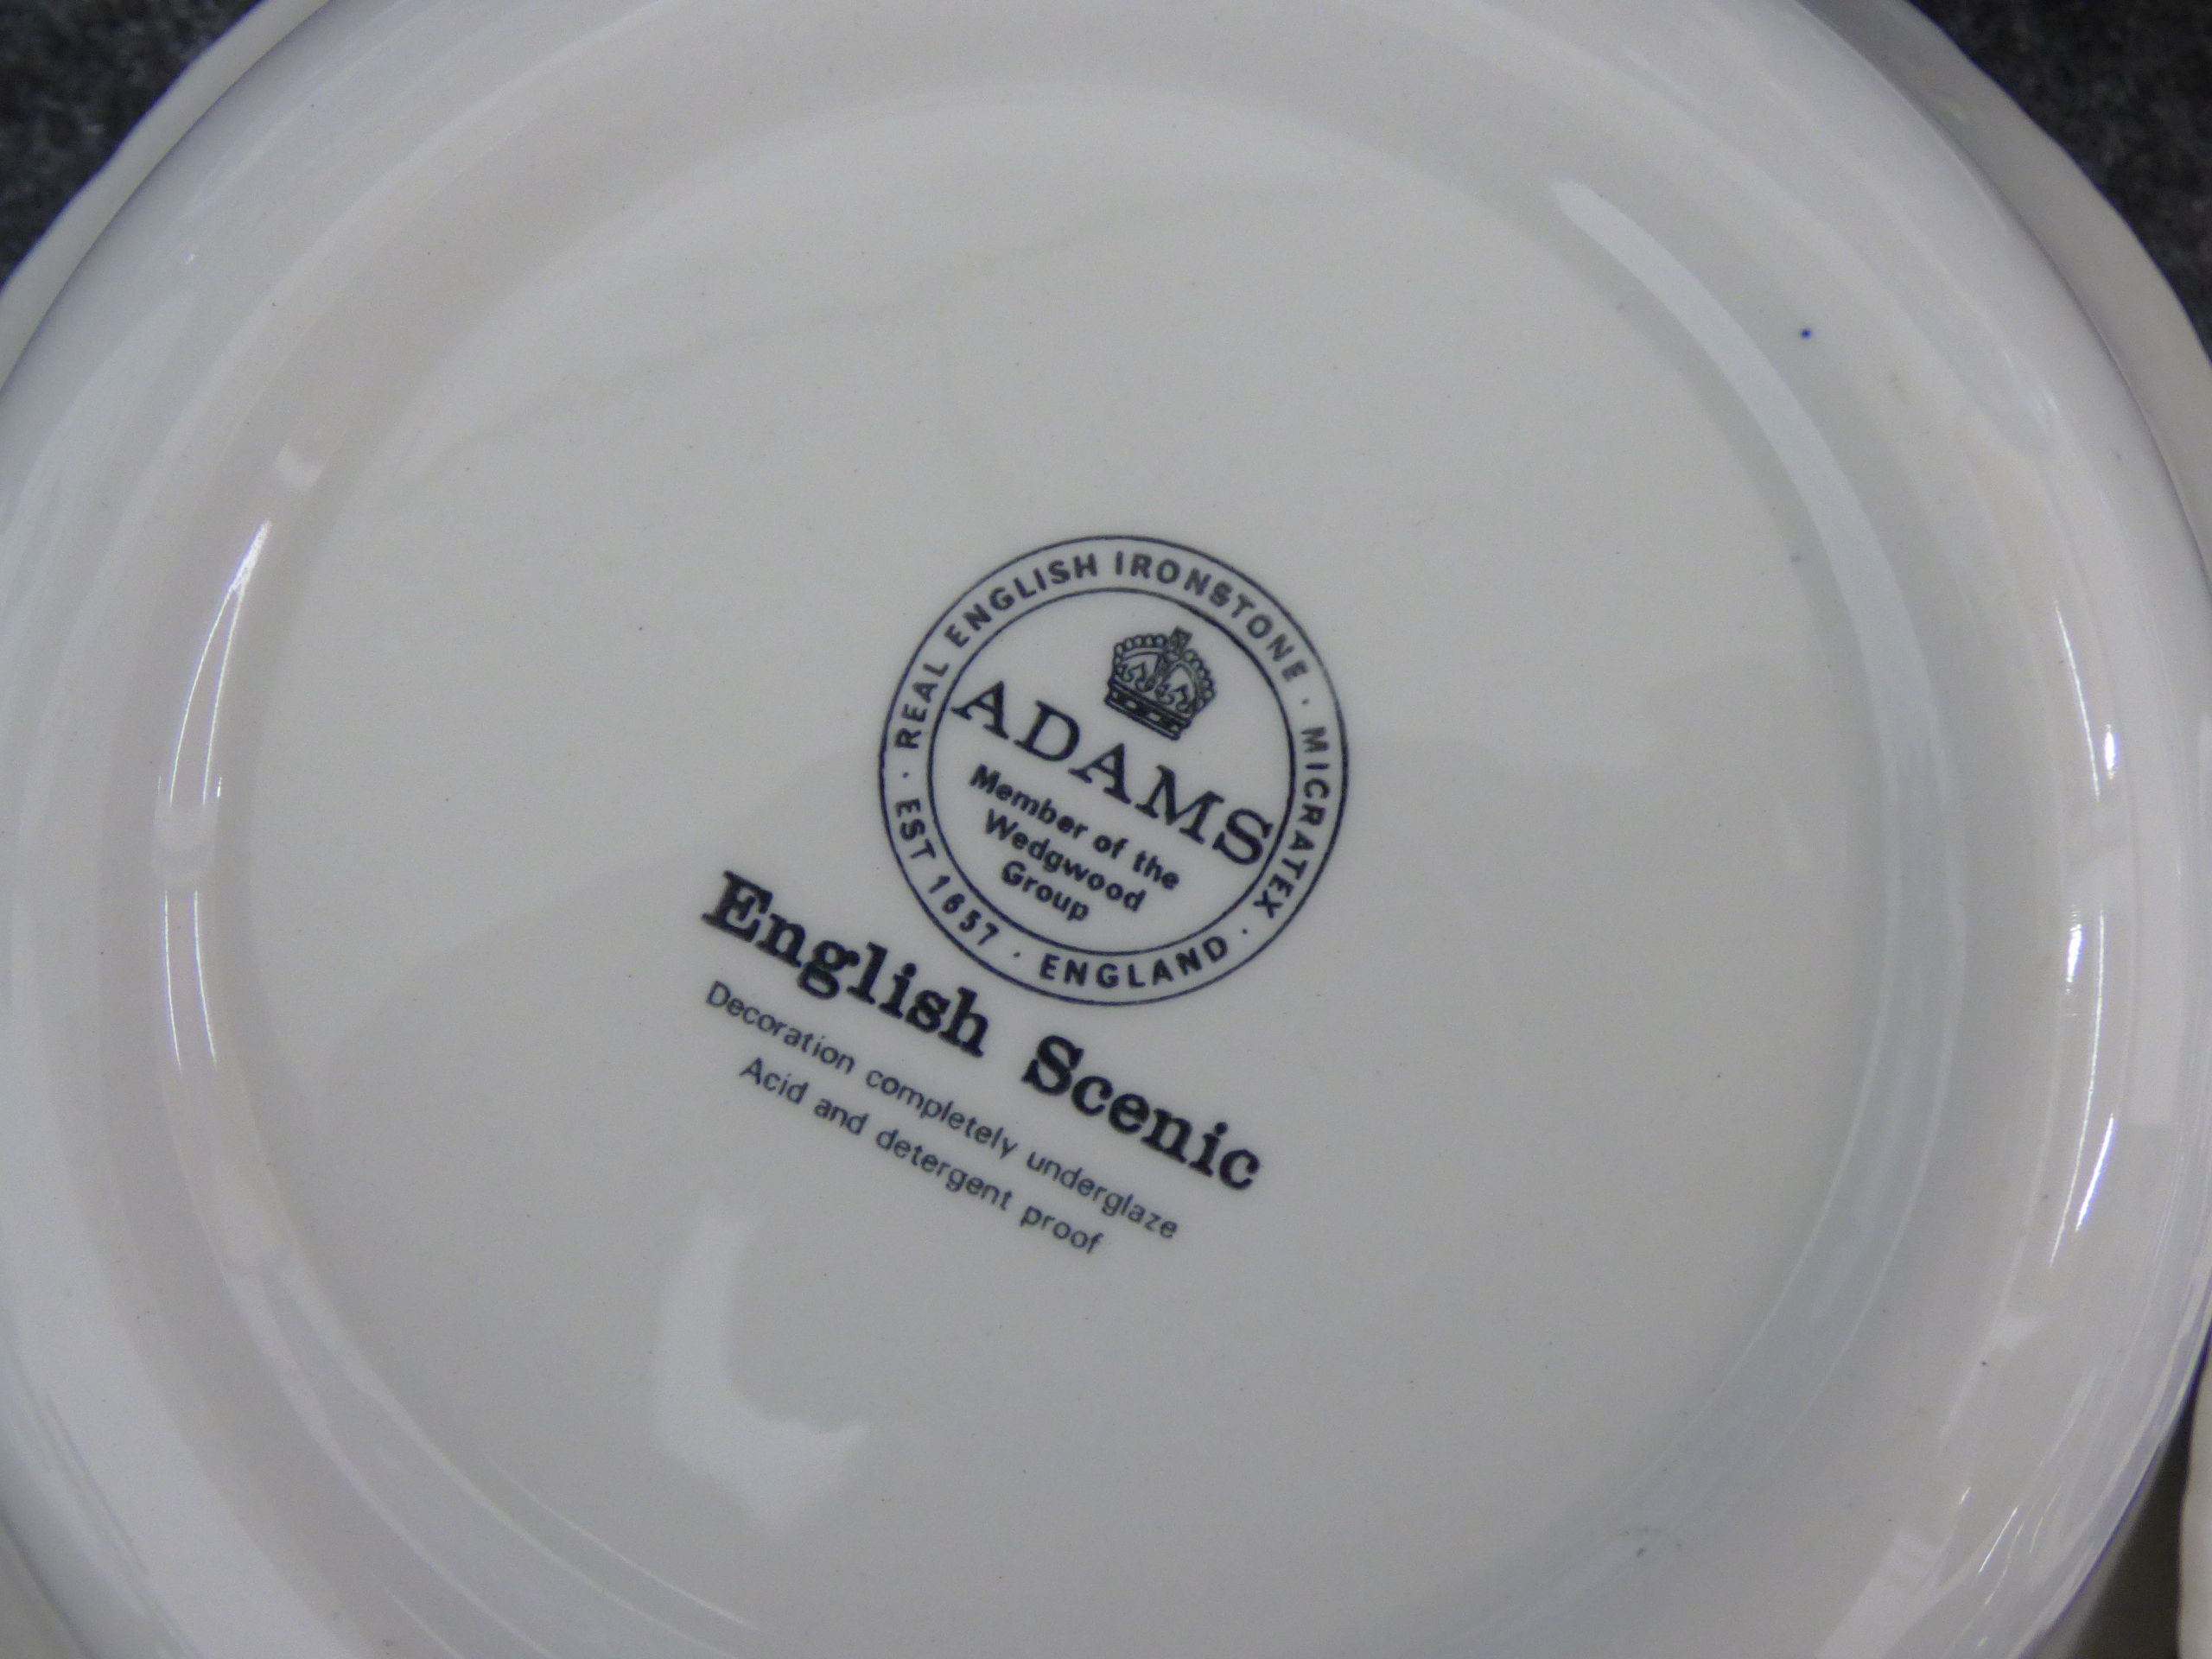 REAL ENGLISH IRONSTONE · MICRATEX · ENGLAND · EST 1657 ·
ADAMS
Member of the
Wedgwood
Group
English Scenic
Decoration completely underglaze
Acid and detergent proof